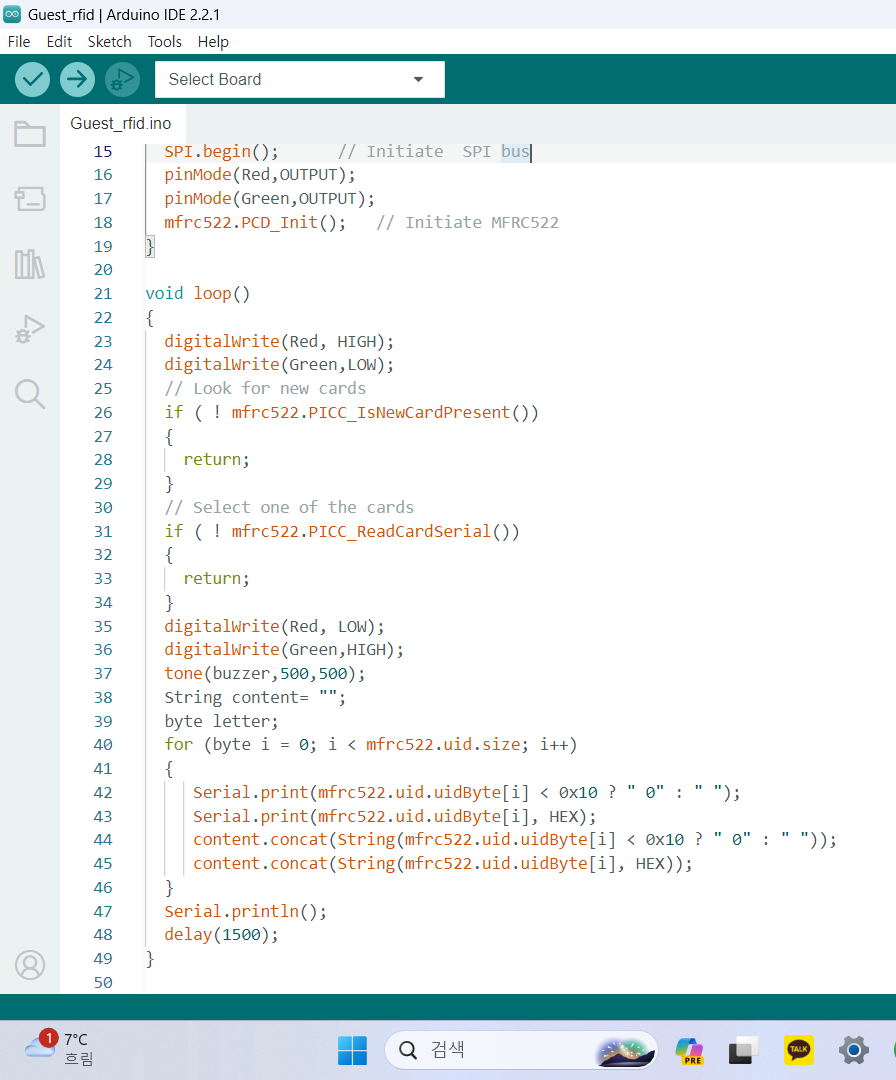 Guest_rfid | Arduino IDE 2.2.1
File Edit Sketch Tools Help
Select Board
Guest_rfid.ino
15 SPI.begin(); // Initiate SPI bus
16 pinMode(Red,OUTPUT);
17 pinMode(Green,OUTPUT);
18 mfrc522.PCD_Init(); // Initiate MFRC522
19 }
20
21 void loop()
22 {
23 digitalWrite(Red, HIGH);
24 digitalWrite(Green,LOW);
25 // Look for new cards
26 if ( ! mfrc522.PICC_IsNewCardPresent())
27 {
28 return;
29 }
30 // Select one of the cards
31 if ( ! mfrc522.PICC_ReadCardSerial())
32 {
33 return;
34 }
35 digitalWrite(Red, LOW);
36 digitalWrite(Green,HIGH);
37 tone(buzzer,500,500);
38 String content= "";
39 byte letter;
40 for (byte i = 0; i < mfrc522.uid.size; i++)
41 {
42 Serial.print(mfrc522.uid.uidByte[i] < 0x10 ? " 0" : " ");
43 Serial.print(mfrc522.uid.uidByte[i], HEX);
44 content.concat(String(mfrc522.uid.uidByte[i] < 0x10 ? " 0" : " "));
45 content.concat(String(mfrc522.uid.uidByte[i], HEX));
46 }
47 Serial.println();
48 delay(1500);
49 }
50
1 7°C
흐림
검색
PRE
TALK